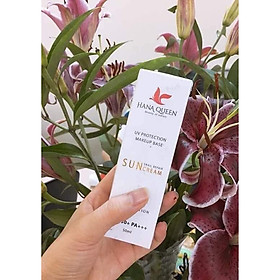 HANA QUEEN
UV PROTECTION
MAKEUP BASE
SUN
CREAM
PA+++
50ml